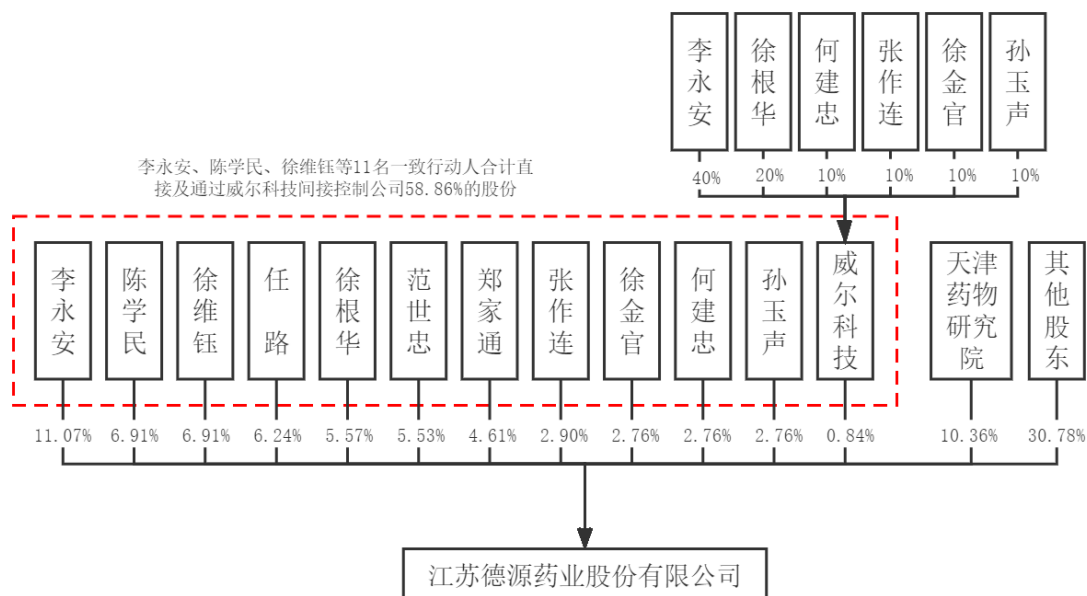 李永安
徐根华
何建忠
张作连
徐金官
孙玉声
40%
20%
10%
10%
10%
10%
李永安、陈学民、徐维钰等11名一致行动人合计直
接及通过威尔科技间接控制公司58.86%的股份
李永安
陈学民
徐维钰
任路
徐根华
范世忠
郑家通
张作连
徐金官
何建忠
孙玉声
威尔科技
天津
药物
研究
院
其他股东
11.07%
6.91%
6.91%
6.24%
5.57%
5.53%
4.61%
2.90%
2.76%
2.76%
2.76%
0.84%
10.36%
30.78%
江苏德源药业股份有限公司